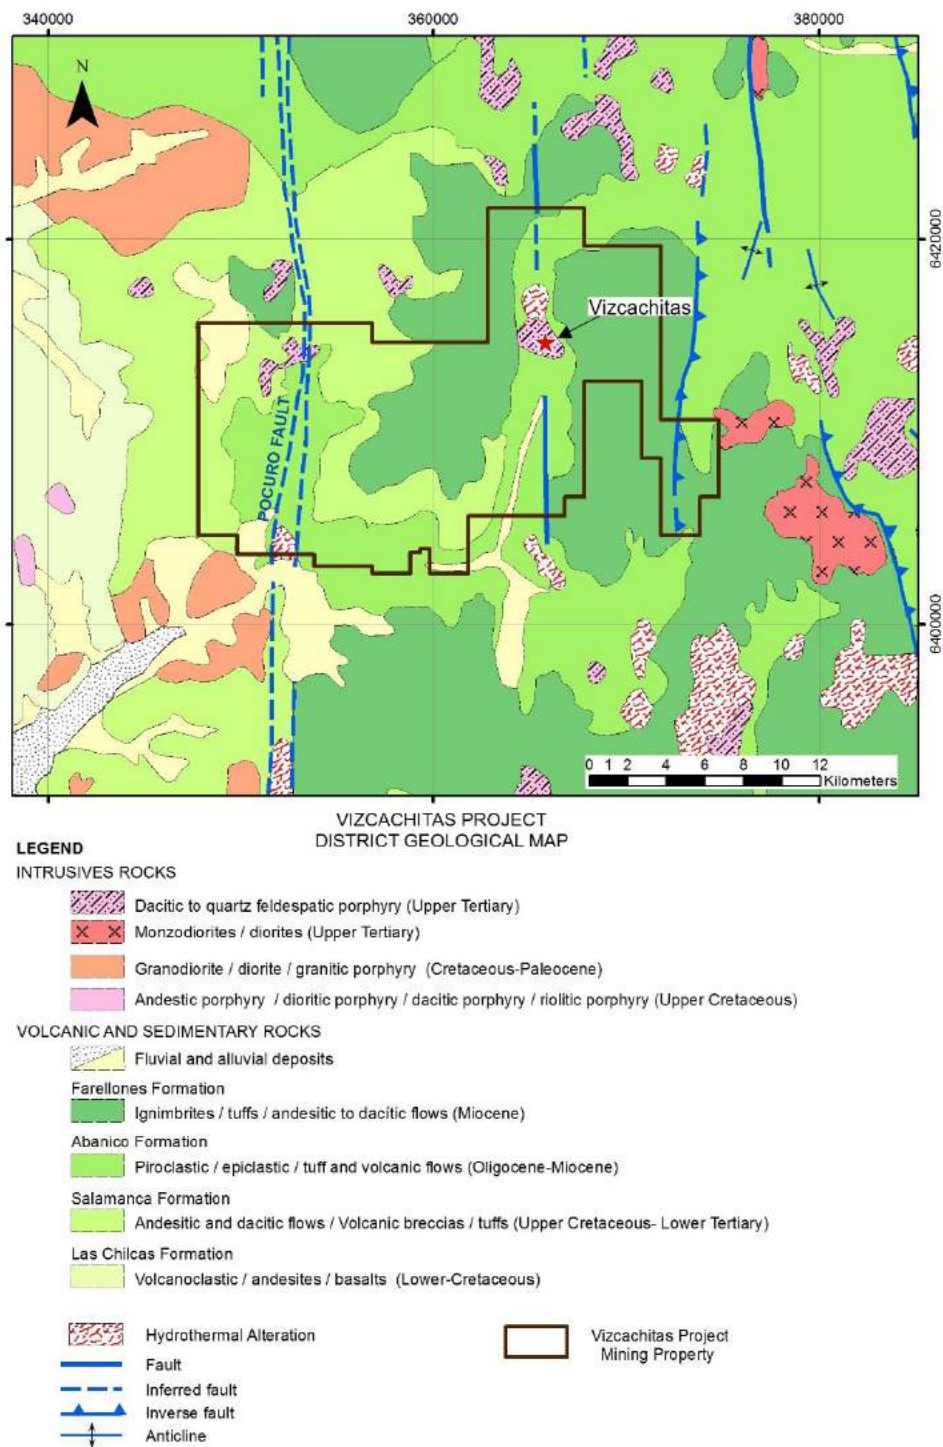 340000
360000
380000
N
6420000
Vizcachitas
POCURO FAULT
6400000
0 1 2 4 6 8 10 12
Kilometers
VIZCACHITAS PROJECT
DISTRICT GEOLOGICAL MAP
LEGEND
INTRUSIVES ROCKS
Dacitic to quartz feldespatic porphyry (Upper Tertiary)
Monzodiorites / diorites (Upper Tertiary)
Granodiorite / diorite / granitic porphyry (Cretaceous-Paleocene)
Andestic porphyry / dioritic porphyry / dacitic porphyry / riolitic porphyry (Upper Cretaceous)
VOLCANIC AND SEDIMENTARY ROCKS
Fluvial and alluvial deposits
Farellones Formation
Ignimbrites / tuffs / andesitic to dacític flows (Miocene)
Abanico Formation
Piroclastic / epiclastic / tuff and volcanic flows (Oligocene-Miocene)
Salamanca Formation
Andesitic and dacitic flows / Volcanic breccias / tuffs (Upper Cretaceous- Lower Tertiary)
Las Chilcas Formation
Volcanoclastic / andesites / basalts (Lower-Cretaceous)
Hydrothermal Alteration
Fault
Inferred fault
Inverse fault
Anticline
Vizcachitas Project
Mining Property